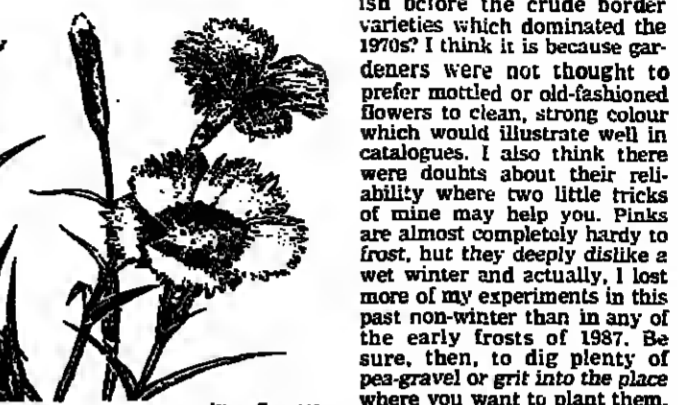 ish before the crude border
varieties which dominated the
1970s? I think it is because gar-
deners were not thought to
prefer mottled or old-fashioned
flowers to clean, strong colour
which would illustrate well in
catalogues. I also think there
were doubts about their reli-
ability where two little tricks
of mine may help you. Pinks
are almost completely hardy to
frost, but they deeply dislike a
wet winter and actually, I lost
more of my experiments in this
past non-winter than in any of
the early frosts of 1987. Be
sure, then, to dig plenty of
pea-gravel or grit into the place
where you want to plant them.